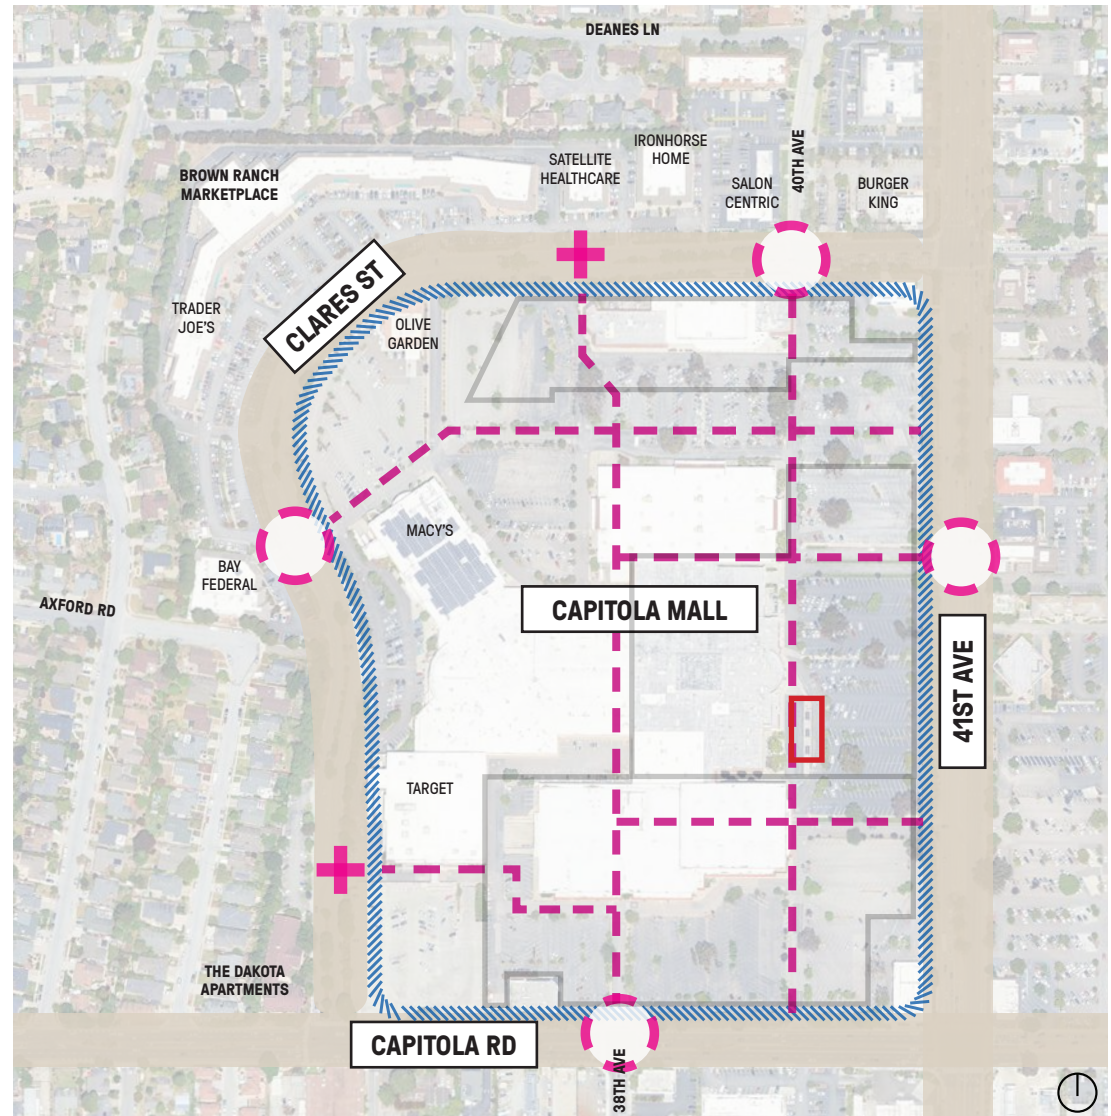 DEANES LN
IRONHORSE
HOME
SATELLITE
HEALTHCARE
40TH AVE
BROWN RANCH
MARKETPLACE
SALON
CENTRIC
BURGER
KING
CLARES ST
TRADER
JOE'S
OLIVE
GARDEN
MACY'S
BAY
FEDERAL
AXFORD RD
CAPITOLA MALL
41ST AVE
TARGET
THE DAKOTA
APARTMENTS
CAPITOLA RD
38TH AVE